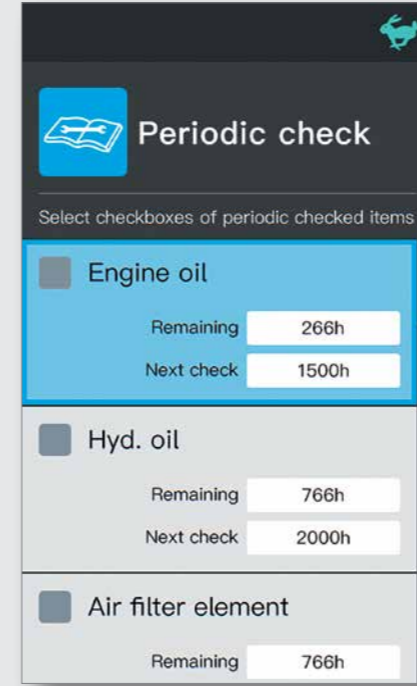 Periodic check
Select checkboxes of periodic checked items
Engine oil
Remaining 266h
Next check 1500h
Hyd. oil
Remaining 766h
Next check 2000h
Air filter element
Remaining 766h